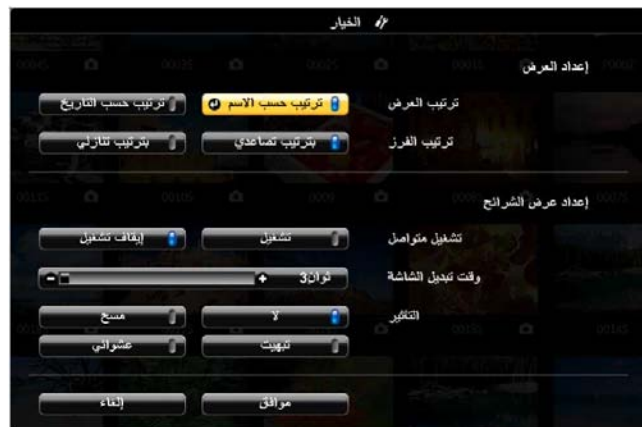 الخيار
إعداد العرض
ترتيب العرض ترتيب حسب الاسم ترتيب حسب التاريخ
ترتيب الفرز بترتيب تصاعدي بترتيب تنازلي
إعداد عرض الشرائح
تشغيل متواصل تشغيل إيقاف تشغيل
وقت تبديل الشاشة 3ثوان + -
التأثير لا مسح
تبهيت عشوائي
موافق إلغاء